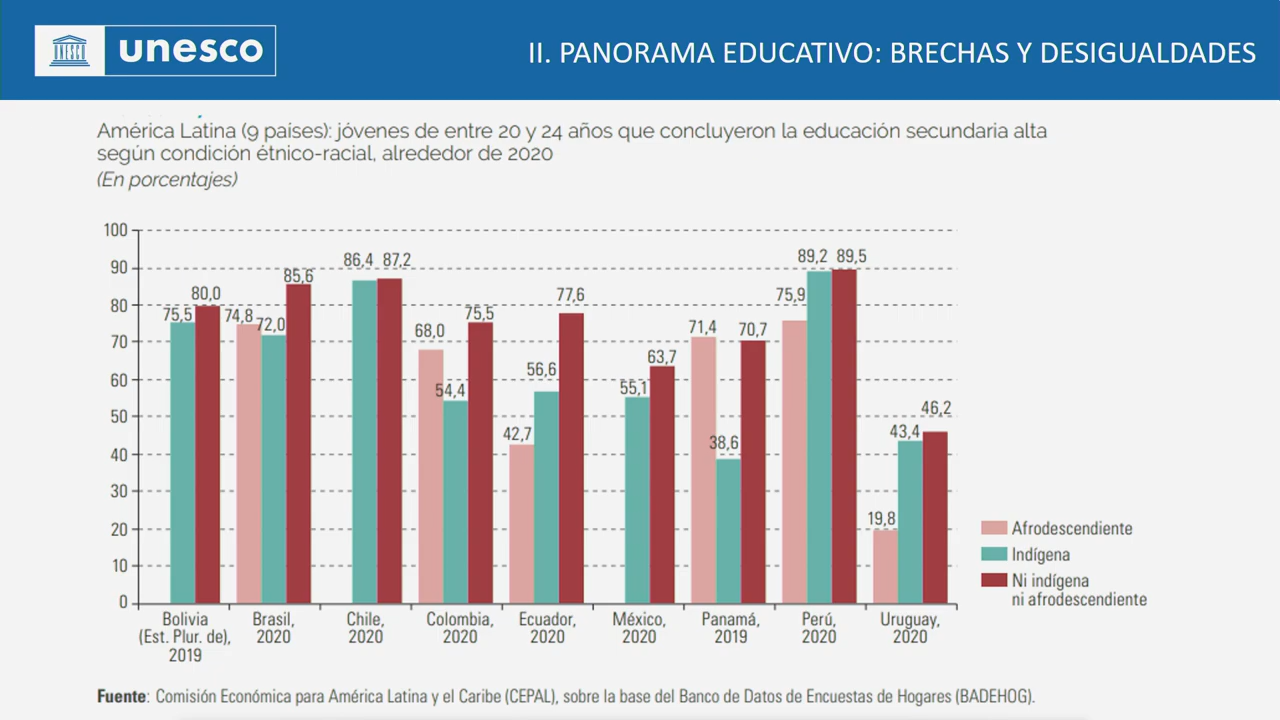 UNESCO
unesco
II. PANORAMA EDUCATIVO: BRECHAS Y DESIGUALDADES
América Latina (9 países): jóvenes de entre 20 y 24 años que concluyeron la educación secundaria alta
según condición étnico-racial, alrededor de 2020
(En porcentajes)
100
90
80
70
60
50
40
30
20
10
0
75,5
80,0
74,8
72,0
85,6
86,4
87,2
68,0
54,4
75,5
42,7
56,6
77,6
55,1
63,7
71,4
38,6
70,7
75,9
89,2
89,5
19,8
43,4
46,2
Bolivia
(Est. Plur. de),
2019
Brasil,
2020
Chile,
2020
Colombia,
2020
Ecuador,
2020
México,
2020
Panamá,
2019
Perú,
2020
Uruguay,
2020
Afrodescendiente
Indígena
Ni indígena
ni afrodescendiente
Fuente: Comisión Económica para América Latina y el Caribe (CEPAL), sobre la base del Banco de Datos de Encuestas de Hogares (BADEHOG).